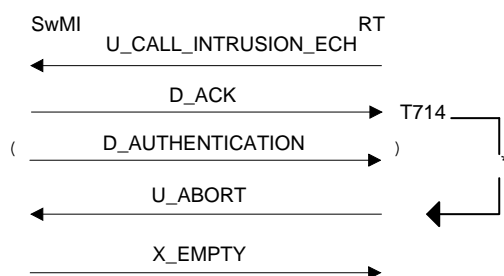 SwMI RT
U_CALL_INTRUSION_ECH
D_ACK
T714
( D_AUTHENTICATION )
U_ABORT
X_EMPTY